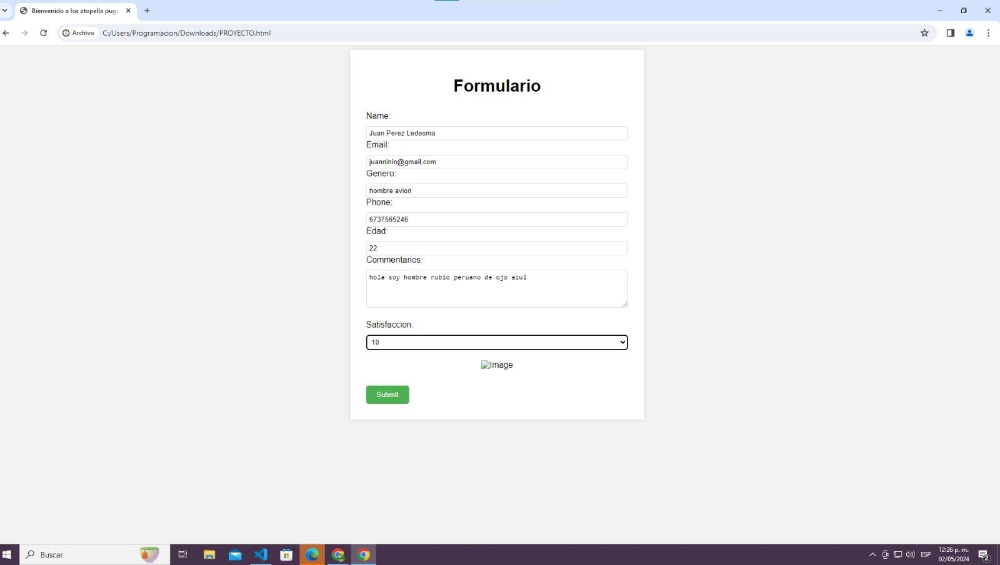 Bienvenido a los atopella pugs
Archivo
C:/Users/Programacion/Downloads/PROYECTO.html
Formulario
Name:
Juan Perez Ledesma
Email:
juanninin@gmail.com
Genero:
hombre avion
Phone:
6737565246
Edad:
22
Commentarios:
hola soy hombre rubio peruano de ojo azul
Satisfaccion:
10
Image
Submit
Buscar
ESP
12:26 p. m.
02/05/2024
2